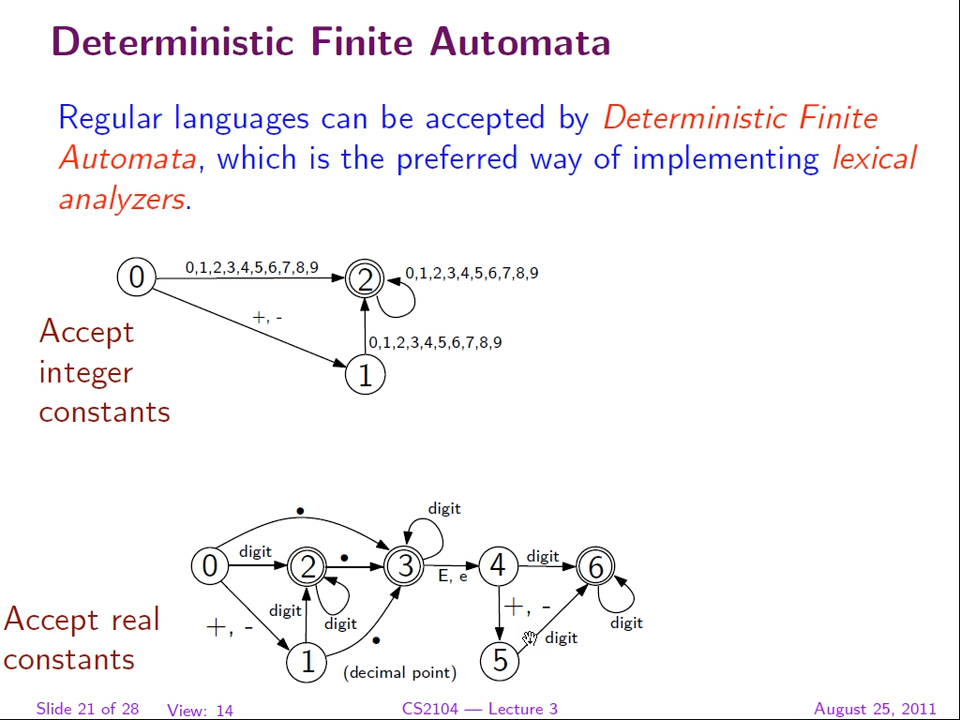 Deterministic Finite Automata
Regular languages can be accepted by Deterministic Finite
Automata, which is the preferred way of implementing lexical
analyzers.
0
0,1,2,3,4,5,6,7,8,9
2
0,1,2,3,4,5,6,7,8,9
+, -
0,1,2,3,4,5,6,7,8,9
1
Accept
integer
constants
digit
0
digit
2
3
E, e
4
digit
6
+, -
digit
digit
+, -
digit
digit
1
(decimal point)
5
Accept real
constants
Slide 21 of 28
View: 14
CS2104 — Lecture 3
August 25, 2011